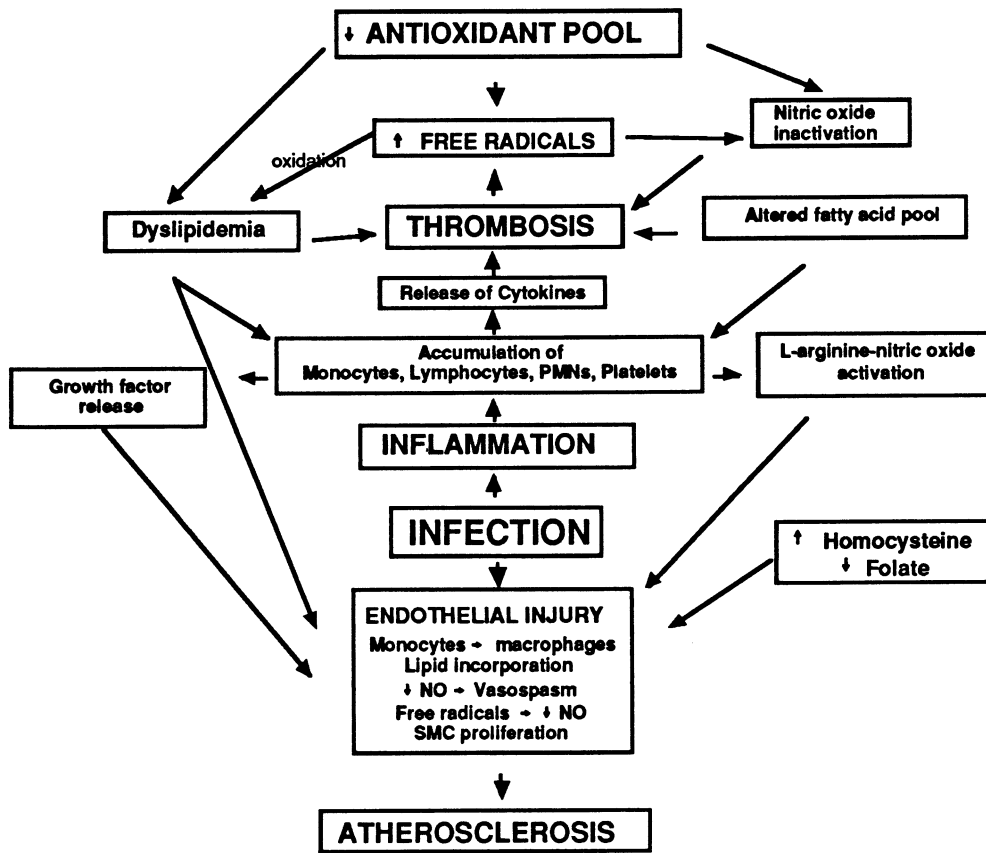 ↓ ANTIOXIDANT POOL
Nitric oxide
inactivation
↑ FREE RADICALS
oxidation
Dyslipidemia
THROMBOSIS
Altered fatty acid pool
Release of Cytokines
Accumulation of
Monocytes, Lymphocytes, PMNs, Platelets
L-arginine-nitric oxide
activation
Growth factor
release
INFLAMMATION
INFECTION
↑ Homocysteine
↓ Folate
ENDOTHELIAL INJURY
Monocytes → macrophages
Lipid incorporation
↓ NO → Vasospasm
Free radicals → ↓ NO
SMC proliferation
ATHEROSCLEROSIS